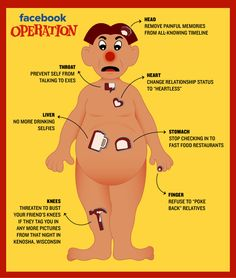 facebook
OPERATION
HEAD
REMOVE PAINFUL MEMORIES
FROM ALL-KNOWING TIMELINE
THROAT
PREVENT SELF FROM
TALKING TO EXES
HEART
CHANGE RELATIONSHIP STATUS
TO "HEARTLESS"
LIVER
NO MORE DRINKING
SELFIES
STOMACH
STOP CHECKING IN TO
FAST FOOD RESTAURANTS
FINGER
REFUSE TO "POKE
BACK" RELATIVES
KNEES
THREATEN TO BUST
YOUR FRIEND'S KNEES
IF THEY TAG YOU IN
ANY MORE PICTURES
FROM THAT NIGHT IN
KENOSHA, WISCONSIN